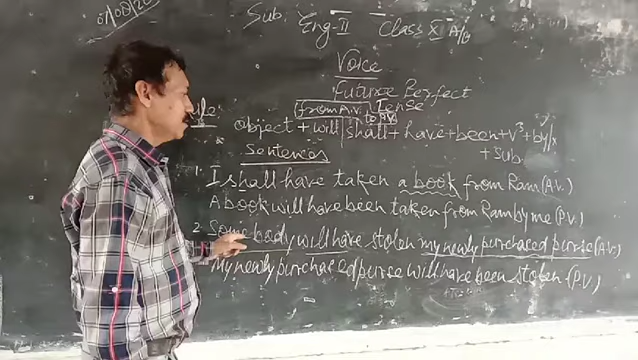 Sub: Eng-II Class X A/B
Voice
Future Perfect
(from A.V. to P.V.) Tense
Rule:
object + will/shall + have + been + V3 + by/x
+ Sub.
Sentences
1. I shall have taken a book from Ram (A.V.)
A book will have been taken from Ram by me (P.V.)
2. Somebody will have stolen my newly purchased purse (A.V.)
My newly purchased purse will have been stolen (P.V.)